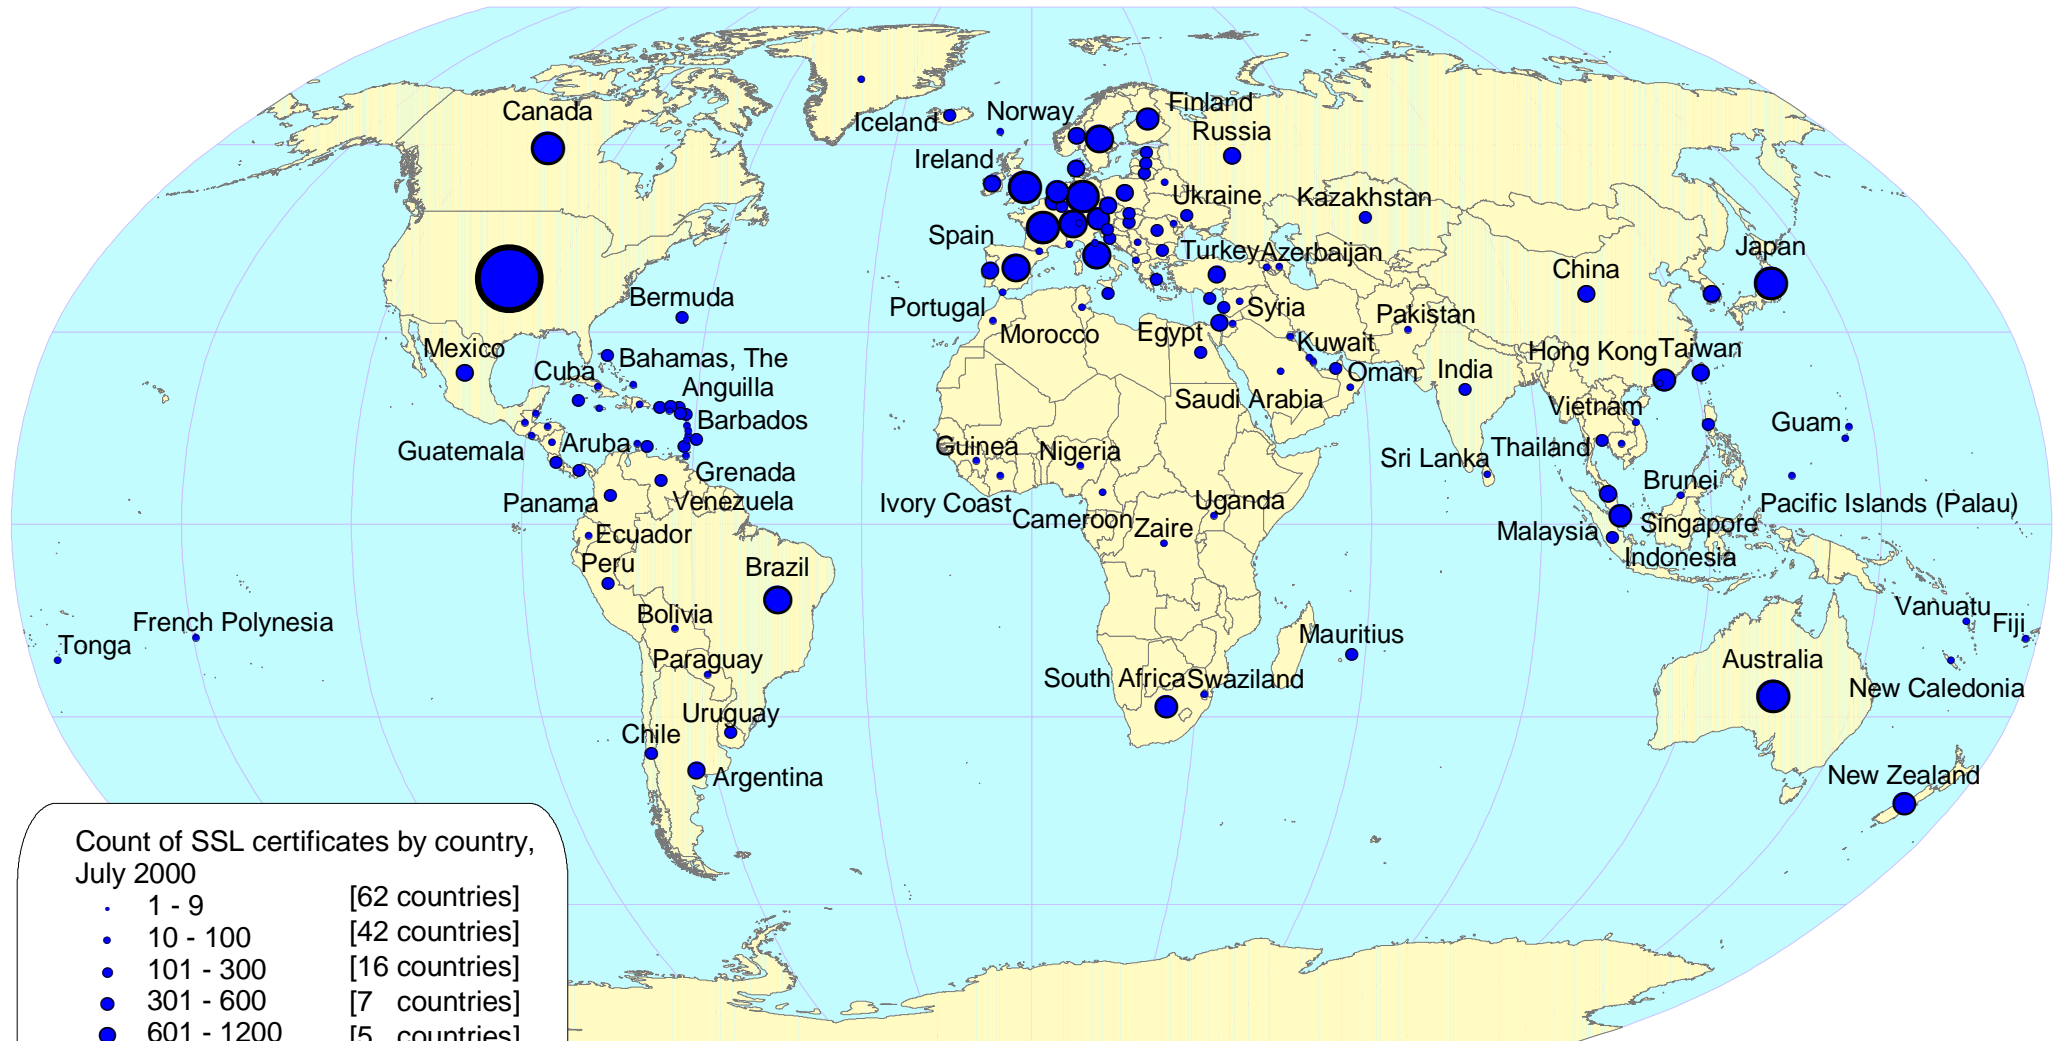 Canada
Iceland
Norway
Finland
Russia
Ireland
Ukraine
Kazakhstan
Spain
Turkey
Azerbaijan
Japan
China
Bermuda
Portugal
Morocco
Egypt
Syria
Pakistan
Mexico
Bahamas, The
Cuba
Anguilla
Kuwait
Oman
India
Hong Kong
Taiwan
Saudi Arabia
Vietnam
Guam
Barbados
Guatemala
Aruba
Guinea
Nigeria
Sri Lanka
Thailand
Grenada
Panama
Venezuela
Ivory Coast
Cameroon
Uganda
Brunei
Pacific Islands (Palau)
Zaire
Malaysia
Singapore
Indonesia
Ecuador
Peru
Brazil
Bolivia
French Polynesia
Tonga
Mauritius
Vanuatu
Fiji
Paraguay
South Africa
Swaziland
Australia
New Caledonia
Uruguay
Chile
Argentina
New Zealand
Count of SSL certificates by country,
July 2000
1 - 9 [62 countries]
10 - 100 [42 countries]
101 - 300 [16 countries]
301 - 600 [7 countries]
601 - 1200 [5 countries]